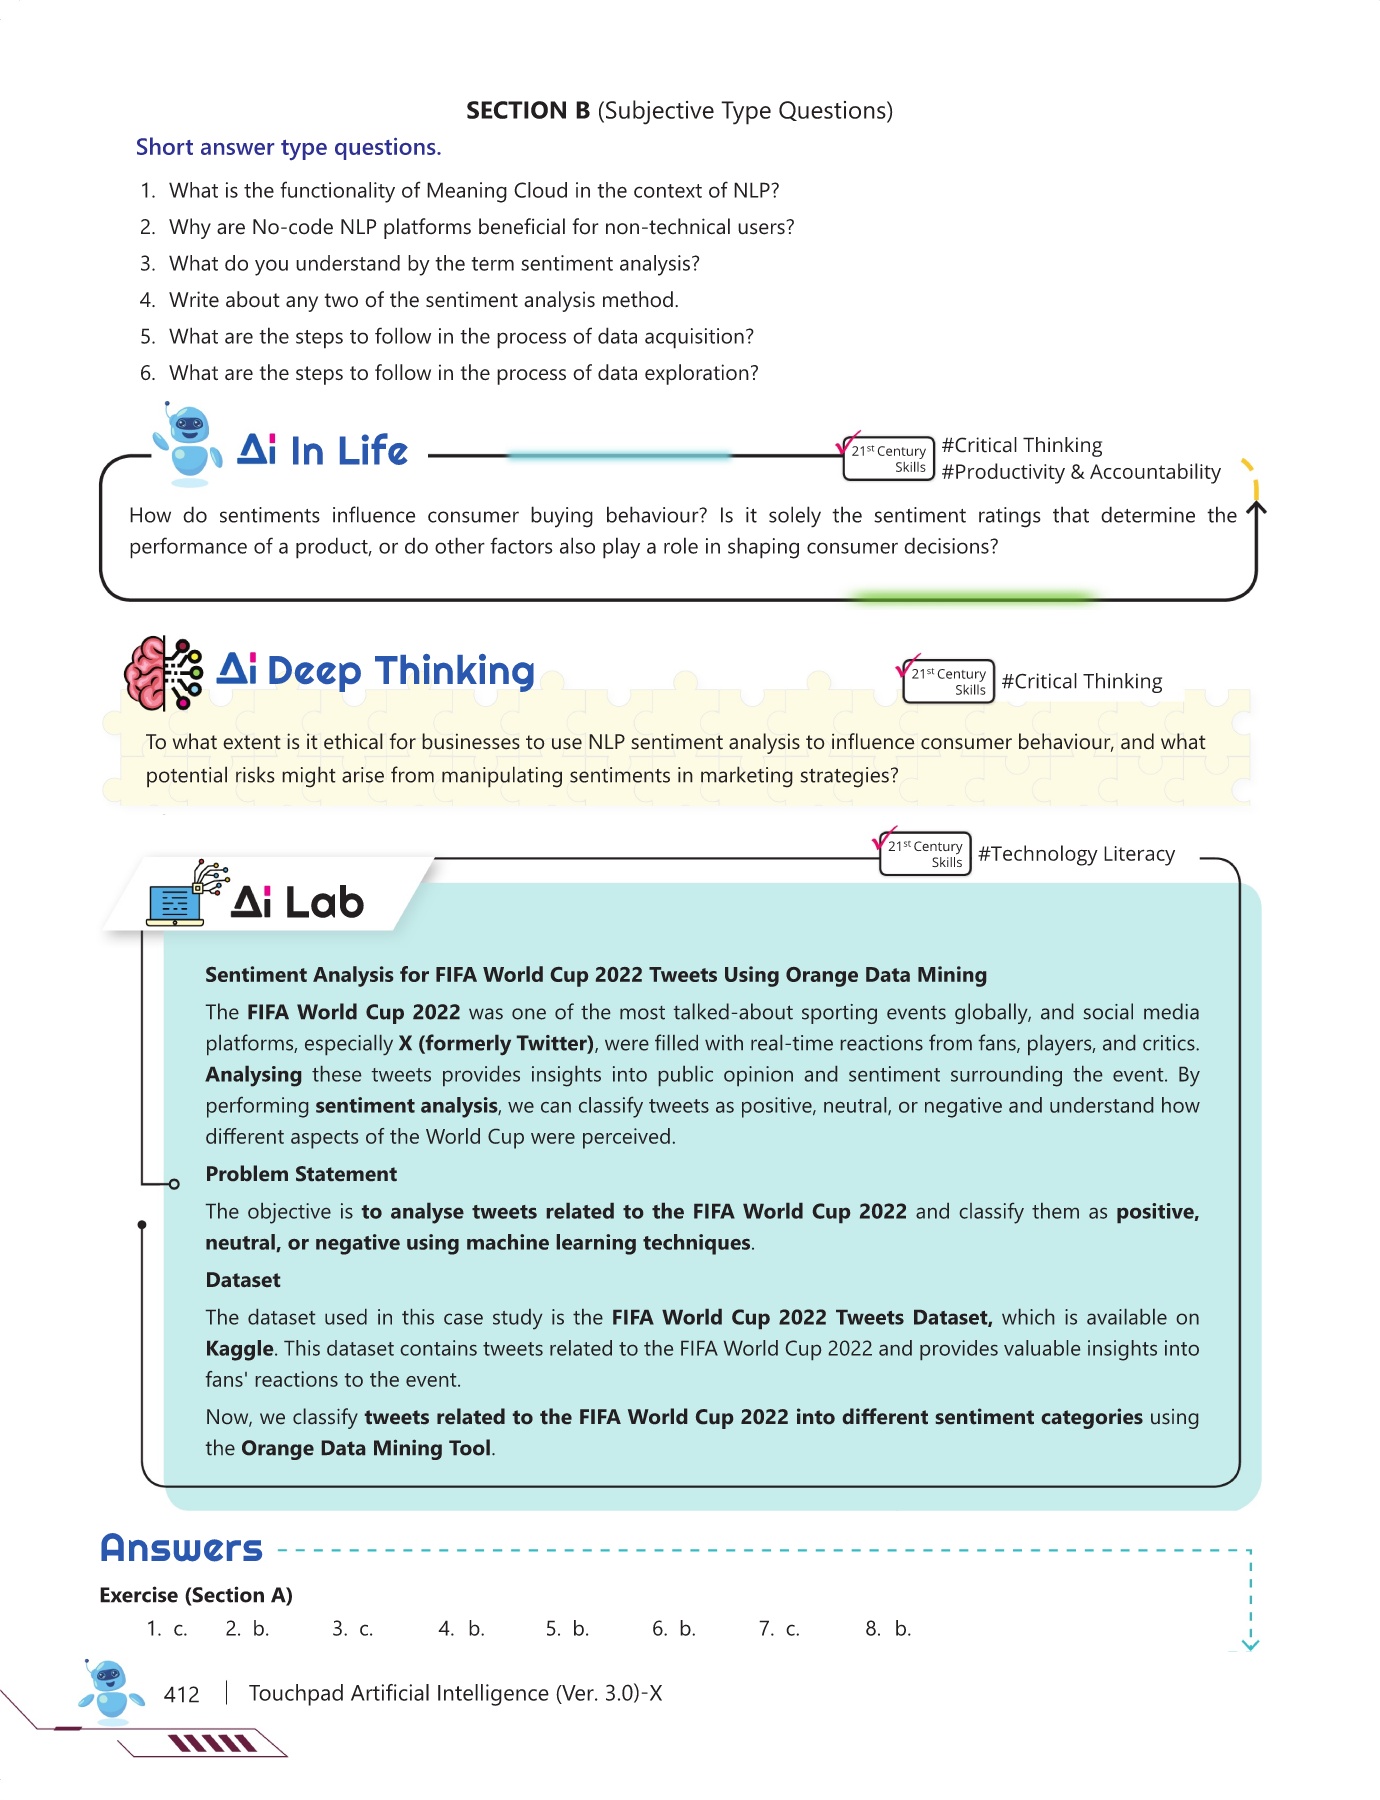 SECTION B (Subjective Type Questions)
Short answer type questions.
1. What is the functionality of Meaning Cloud in the context of NLP?
2. Why are No-code NLP platforms beneficial for non-technical users?
3. What do you understand by the term sentiment analysis?
4. Write about any two of the sentiment analysis method.
5. What are the steps to follow in the process of data acquisition?
6. What are the steps to follow in the process of data exploration?
Ai In Life
21st Century
Skills
#Critical Thinking
#Productivity & Accountability
How do sentiments influence consumer buying behaviour? Is it solely the sentiment ratings that determine the
performance of a product, or do other factors also play a role in shaping consumer decisions?
Ai Deep Thinking
21st Century
Skills
#Critical Thinking
To what extent is it ethical for businesses to use NLP sentiment analysis to influence consumer behaviour, and what
potential risks might arise from manipulating sentiments in marketing strategies?
21st Century
Skills
#Technology Literacy
Ai Lab
Sentiment Analysis for FIFA World Cup 2022 Tweets Using Orange Data Mining
The FIFA World Cup 2022 was one of the most talked-about sporting events globally, and social media
platforms, especially X (formerly Twitter), were filled with real-time reactions from fans, players, and critics.
Analysing these tweets provides insights into public opinion and sentiment surrounding the event. By
performing sentiment analysis, we can classify tweets as positive, neutral, or negative and understand how
different aspects of the World Cup were perceived.
Problem Statement
The objective is to analyse tweets related to the FIFA World Cup 2022 and classify them as positive,
neutral, or negative using machine learning techniques.
Dataset
The dataset used in this case study is the FIFA World Cup 2022 Tweets Dataset, which is available on
Kaggle. This dataset contains tweets related to the FIFA World Cup 2022 and provides valuable insights into
fans' reactions to the event.
Now, we classify tweets related to the FIFA World Cup 2022 into different sentiment categories using
the Orange Data Mining Tool.
Answers
Exercise (Section A)
1. c. 2. b. 3. c. 4. b. 5. b. 6. b. 7. c. 8. b.
412 | Touchpad Artificial Intelligence (Ver. 3.0)-X